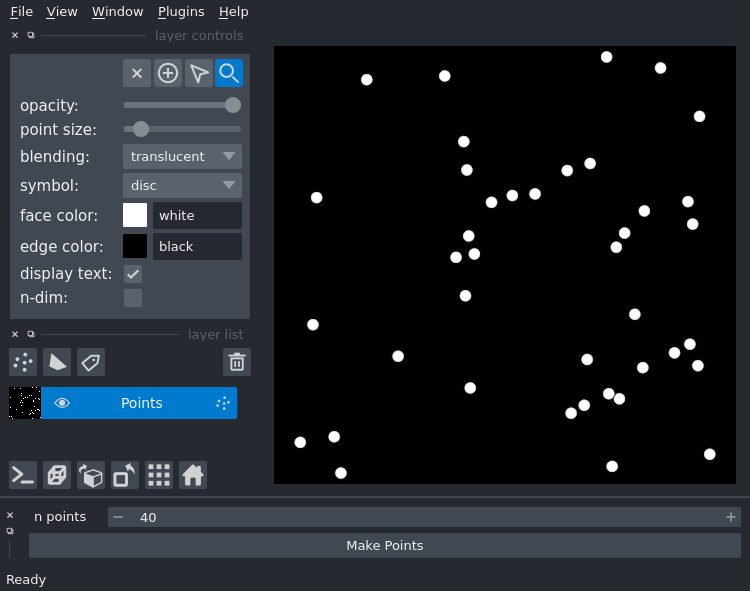 File View Window Plugins Help
layer controls
opacity:
point size:
blending: translucent
symbol: disc
face color: white
edge color: black
display text:
n-dim:
layer list
Points
n points 40
Make Points
Ready